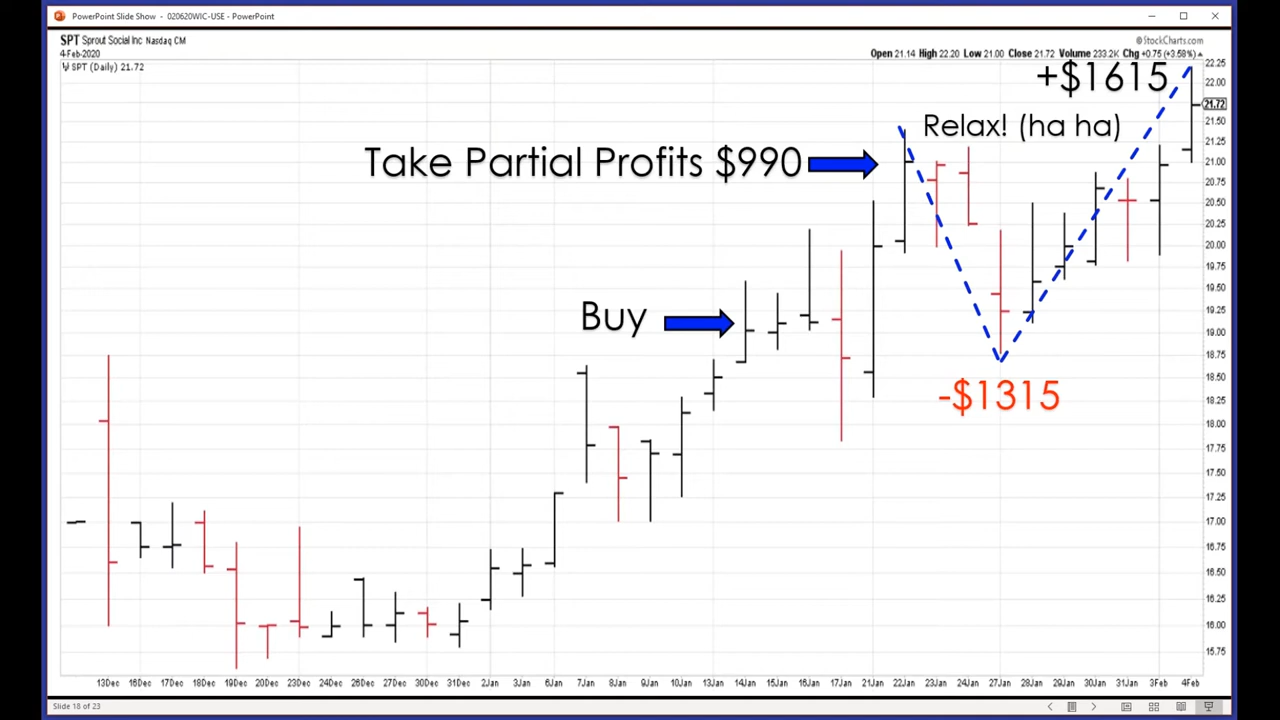 PowerPoint Slide Show - 020620WIC-USE - PowerPoint
SPT Sprout Social Inc Nasdaq CM
© StockCharts.com
4-Feb-2020
Open 21.14 High 22.20 Low 21.00 Close 21.72 Volume 233.2K Chg +0.75 (+3.58%)
SPT (Daily) 21.72
+$1615
Relax! (ha ha)
Take Partial Profits $990
Buy
-$1315
22.25
22.00
21.72
21.50
21.25
21.00
20.75
20.50
20.25
20.00
19.75
19.50
19.25
19.00
18.75
18.50
18.25
18.00
17.75
17.50
17.25
17.00
16.75
16.50
16.25
16.00
15.75
13Dec 16Dec 17Dec 18Dec 19Dec 20Dec 23Dec 24Dec 26Dec 27Dec 30Dec 31Dec 2Jan 3Jan 6Jan 7Jan 8Jan 9Jan 10Jan 13Jan 14Jan 15Jan 16Jan 17Jan 21Jan 22Jan 23Jan 24Jan 27Jan 28Jan 29Jan 30Jan 31Jan 3Feb 4Feb
Slide 18 of 23